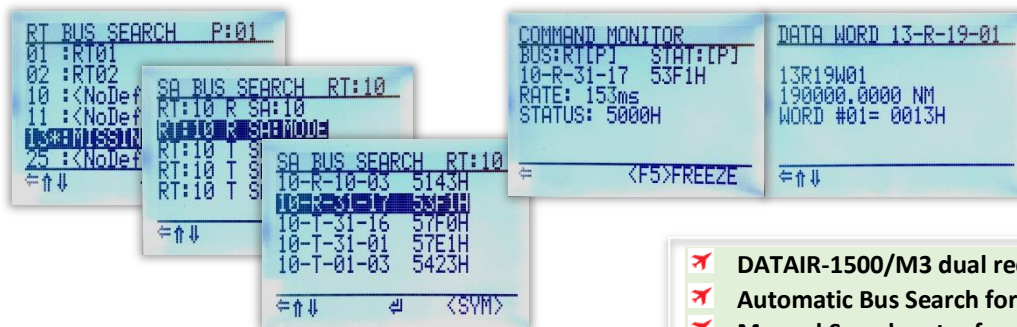 RT BUS SEARCH P:01
01 :RT01
02 :RT02
10 :<NoDef
11 :<NoDef
13*:MISSIN
25 :<NoDef
⇐⇑⇓
SA BUS SEARCH RT:10
RT:10 R SA:10
RT:10 R SA:MODE
RT:10 T S
RT:10 T S
RT:10 T S
⇐⇑⇓
SA BUS SEARCH RT:10
10-R-10-03 5143H
10-R-31-17 53F1H
10-T-31-16 57F0H
10-T-31-01 57E1H
10-T-01-03 5423H
⇐⇑⇓ ↵ <SYM>
COMMAND MONITOR
BUS:RT[P] STAT:[P]
10-R-31-17 53F1H
RATE: 153ms
STATUS: 5000H
⇐ <F5>FREEZE
DATA WORD 13-R-19-01
13R19W01
190000.0000 NM
WORD #01= 0013H
⇐⇑⇓
DATAIR-1500/M3 dual re
Automatic Bus Search for